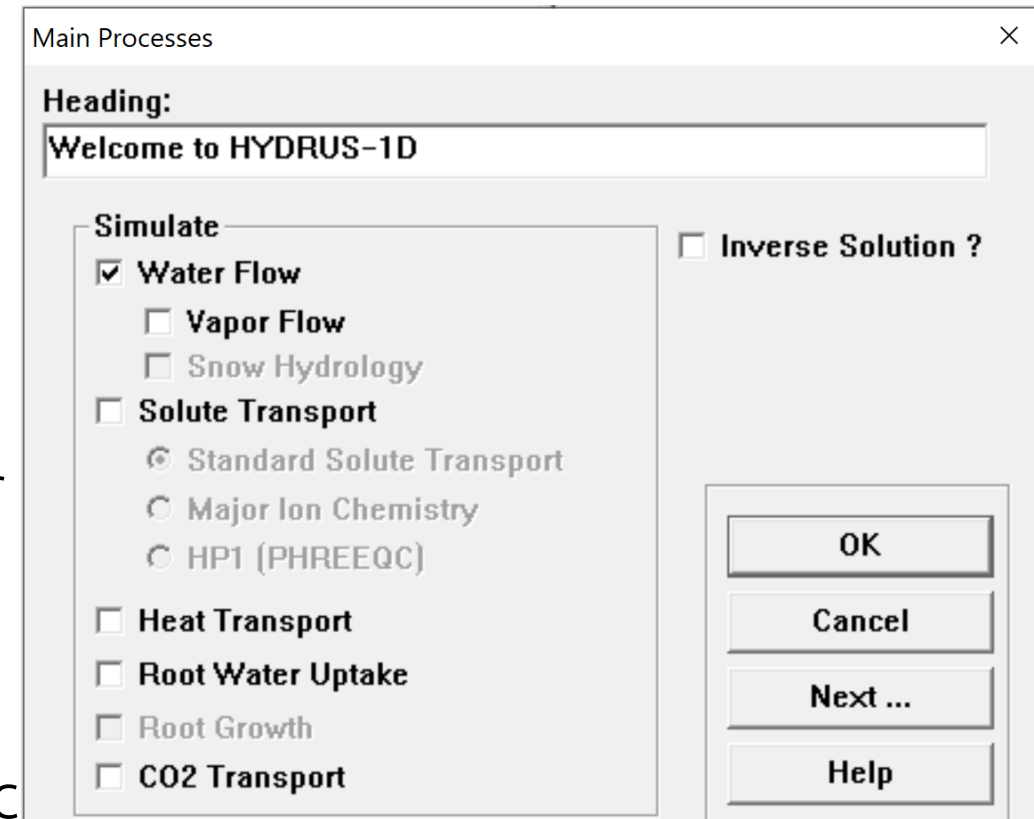 Main Processes
Heading:
Welcome to HYDRUS-1D
Simulate
Inverse Solution ?
Water Flow
Vapor Flow
Snow Hydrology
Solute Transport
Standard Solute Transport
Major Ion Chemistry
HP1 (PHREEQC)
OK
Heat Transport
Cancel
Root Water Uptake
Next ...
Root Growth
CO2 Transport
Help